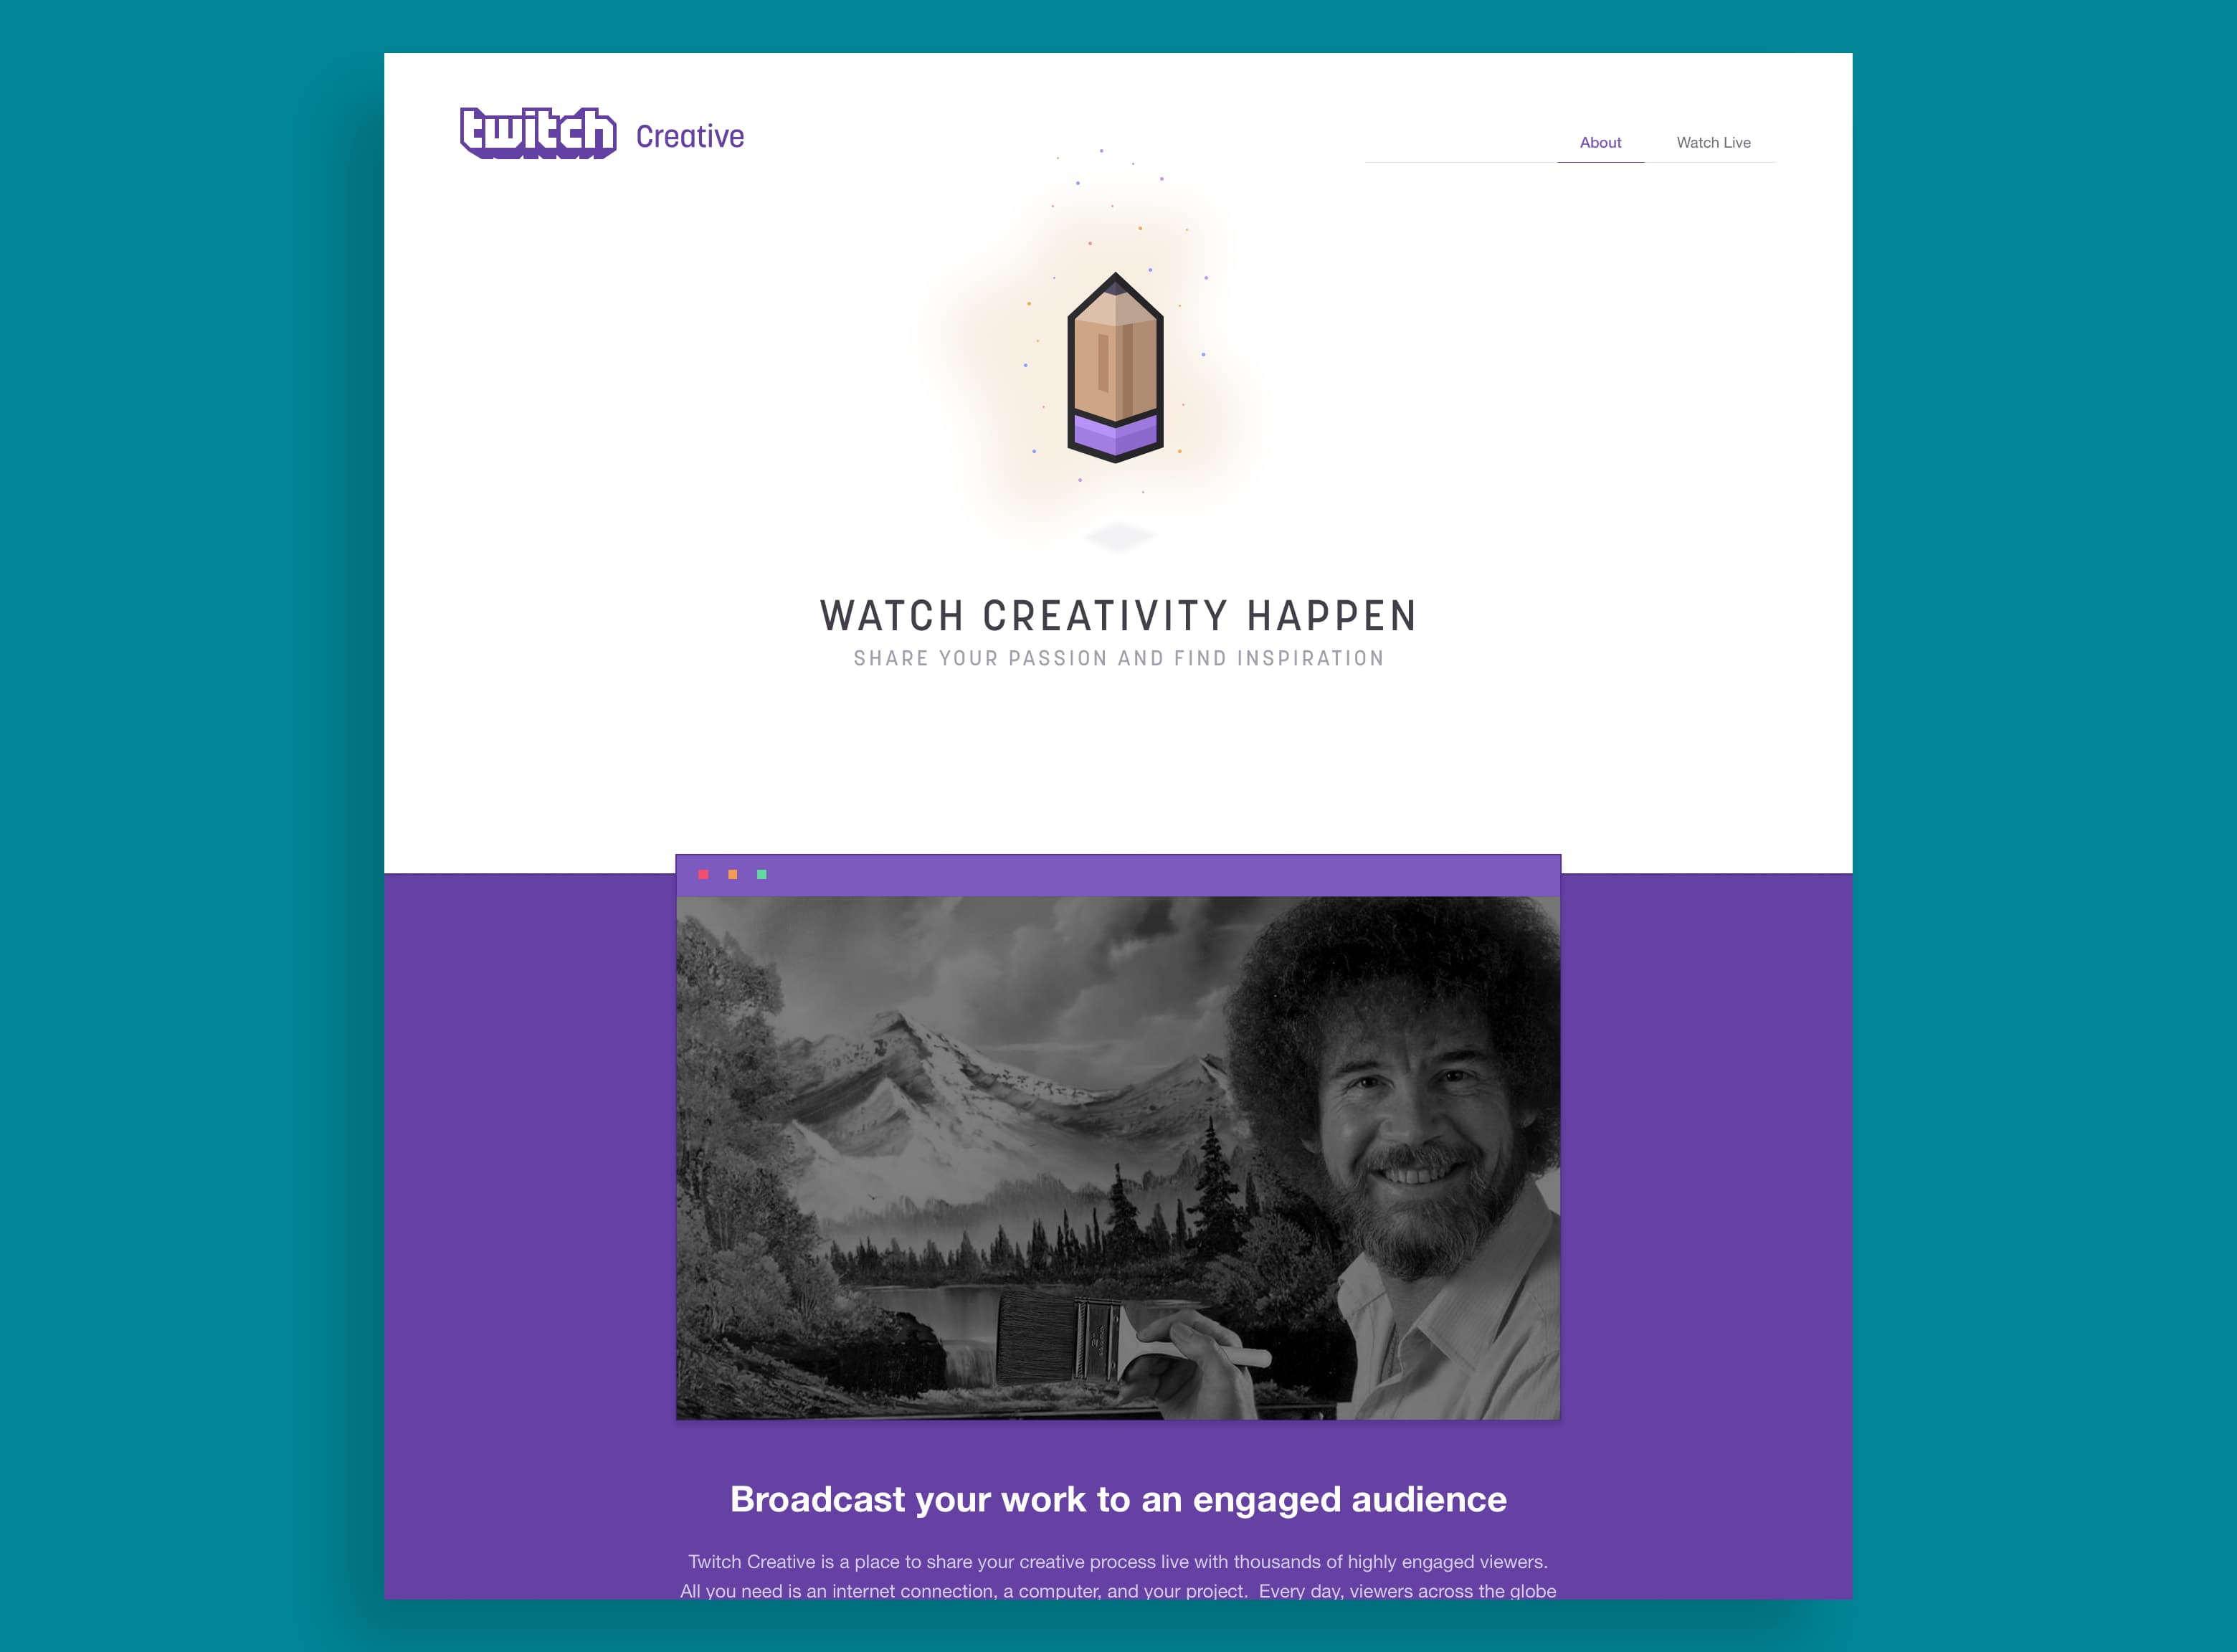 twitch Creative
About Watch Live
WATCH CREATIVITY HAPPEN
SHARE YOUR PASSION AND FIND INSPIRATION
Broadcast your work to an engaged audience
Twitch Creative is a place to share your creative process live with thousands of highly engaged viewers.
All you need is an internet connection, a computer, and your project. Every day, viewers across the globe